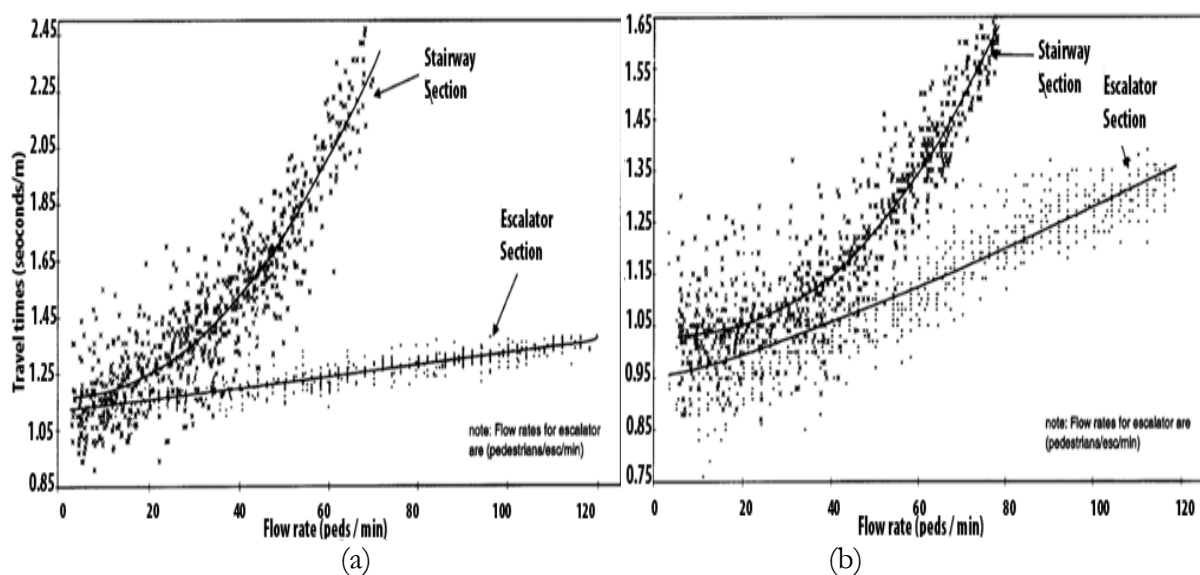 2.45
2.25
2.05
1.85
1.65
1.45
1.25
1.05
0.85
Travel times (seoconds/m)
Stairway
Section
Escalator
Section
note: Flow rates for escalator
are (pedestrians/esc/min)
0 20 40 60 80 100 120
Flow rate (peds / min)
(a)
1.65
1.55
1.45
1.35
1.25
1.15
1.05
0.95
0.85
0.75
Stairway
Section
Escalator
Section
note: Flow rates for escalator are
(pedestrians/esc/min)
0 20 40 60 80 100 120
Flow rate (peds / min)
(b)